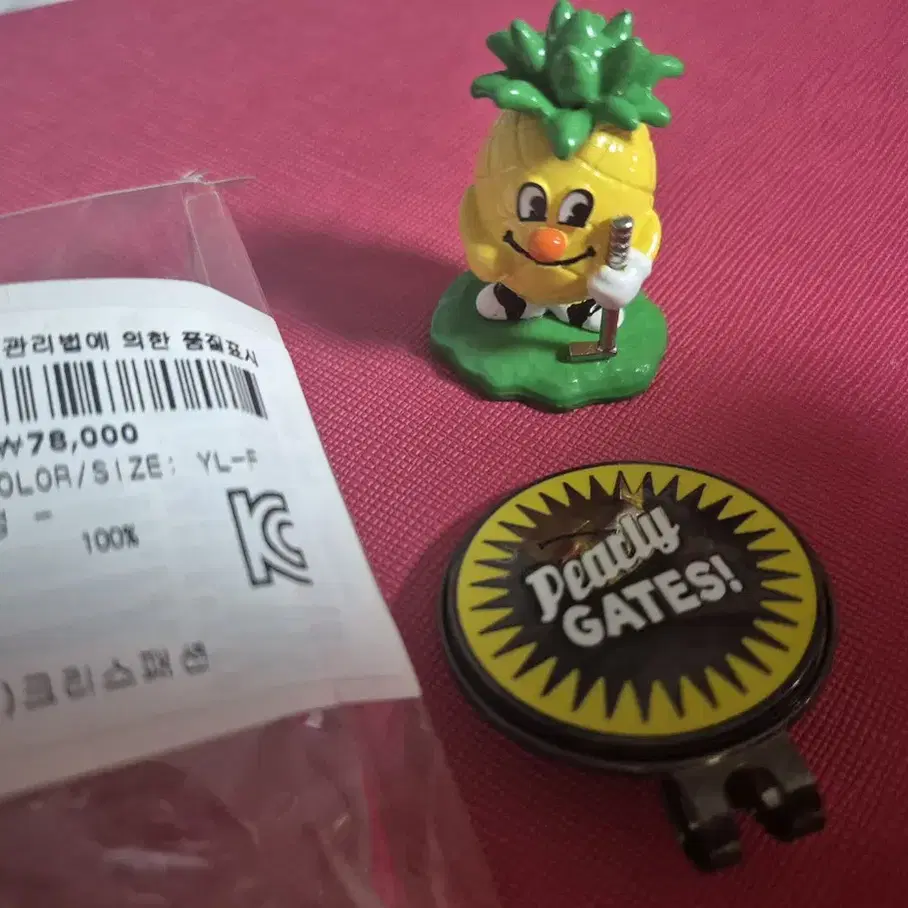 관리법에 의한 품질표시
₩78,000
OLOR/SIZE: YL-F
-
100%
KC
)크리스패션
Pearly
GATES!